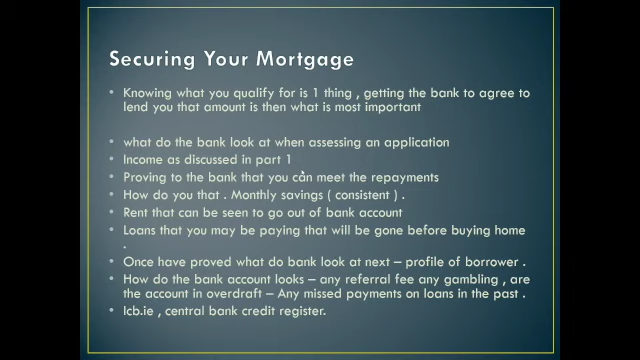 Securing Your Mortgage
• Knowing what you qualify for is 1 thing , getting the bank to agree to
lend you that amount is then what is most important
• what do the bank look at when assessing an application
• Income as discussed in part 1
• Proving to the bank that you can meet the repayments
• How do you that . Monthly savings ( consistent ) .
• Rent that can be seen to go out of bank account
• Loans that you may be paying that will be gone before buying home
.
• Once have proved what do bank look at next – profile of borrower .
• How do the bank account looks – any referral fee any gambling , are
the account in overdraft – Any missed payments on loans in the past .
• Icb.ie , central bank credit register.